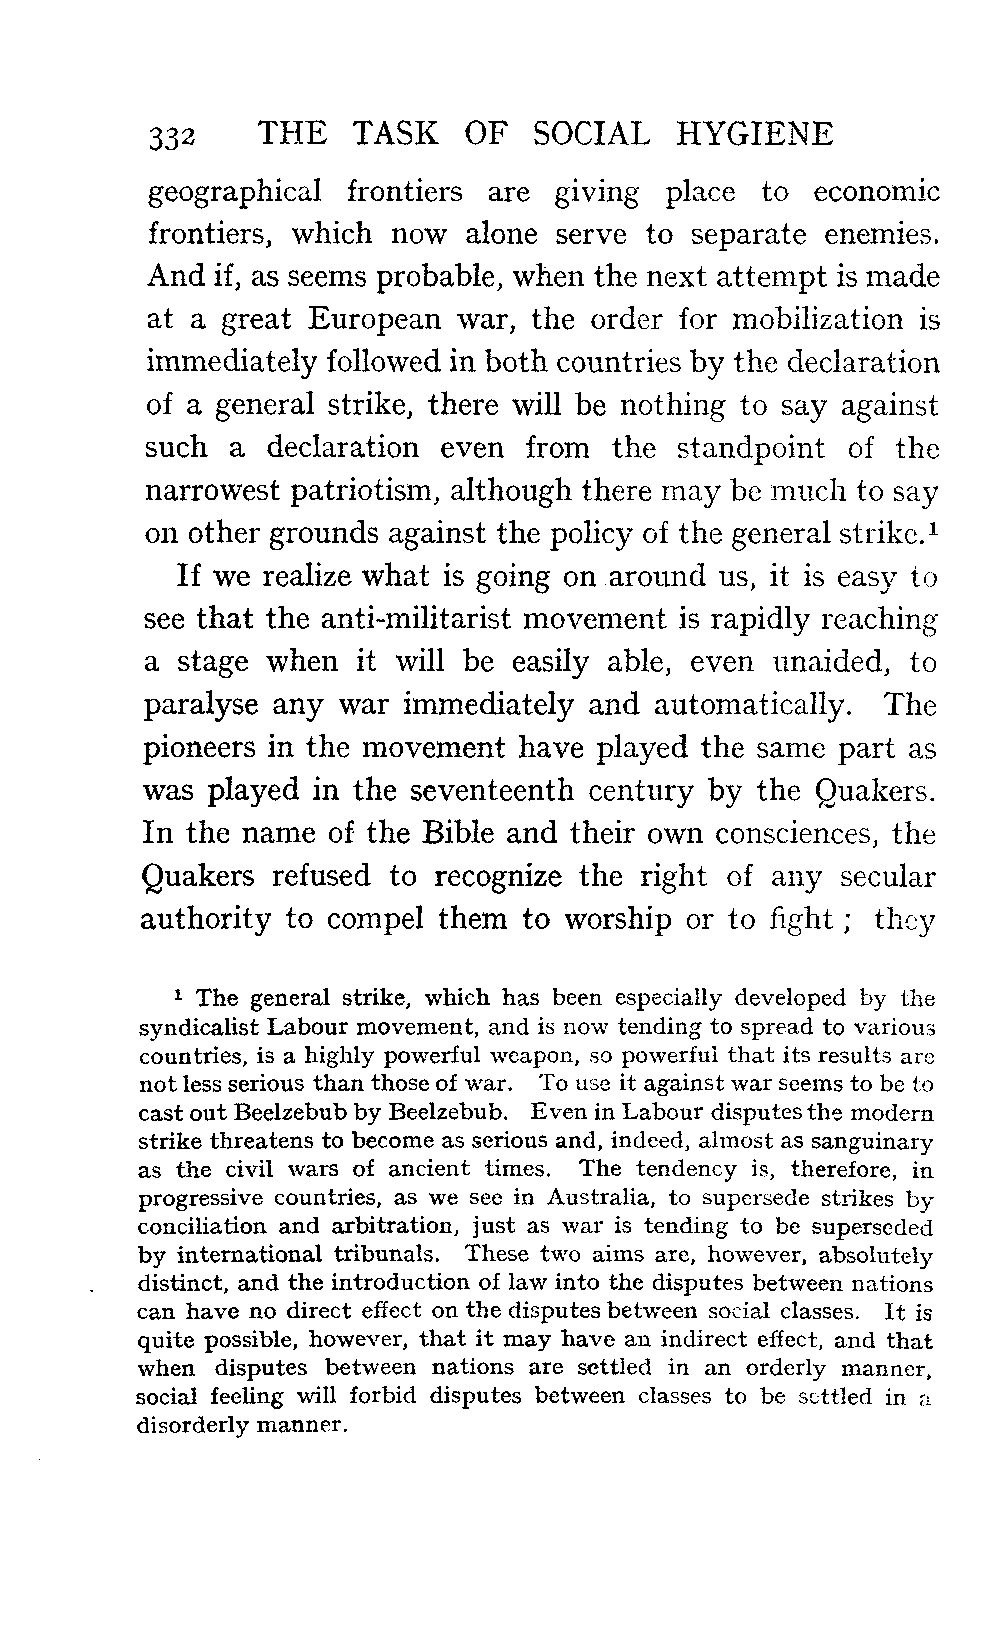 332 THE TASK OF SOCIAL HYGIENE
geographical frontiers are giving place to economic
frontiers, which now alone serve to separate enemies.
And if, as seems probable, when the next attempt is made
at a great European war, the order for mobilization is
immediately followed in both countries by the declaration
of a general strike, there will be nothing to say against
such a declaration even from the standpoint of the
narrowest patriotism, although there may be much to say
on other grounds against the policy of the general strike.¹
If we realize what is going on around us, it is easy to
see that the anti-militarist movement is rapidly reaching
a stage when it will be easily able, even unaided, to
paralyse any war immediately and automatically. The
pioneers in the movement have played the same part as
was played in the seventeenth century by the Quakers.
In the name of the Bible and their own consciences, the
Quakers refused to recognize the right of any secular
authority to compel them to worship or to fight ; they
¹ The general strike, which has been especially developed by the
syndicalist Labour movement, and is now tending to spread to various
countries, is a highly powerful weapon, so powerful that its results are
not less serious than those of war. To use it against war seems to be to
cast out Beelzebub by Beelzebub. Even in Labour disputes the modern
strike threatens to become as serious and, indeed, almost as sanguinary
as the civil wars of ancient times. The tendency is, therefore, in
progressive countries, as we see in Australia, to supersede strikes by
conciliation and arbitration, just as war is tending to be superseded
by international tribunals. These two aims are, however, absolutely
distinct, and the introduction of law into the disputes between nations
can have no direct effect on the disputes between social classes. It is
quite possible, however, that it may have an indirect effect, and that
when disputes between nations are settled in an orderly manner,
social feeling will forbid disputes between classes to be settled in a
disorderly manner.